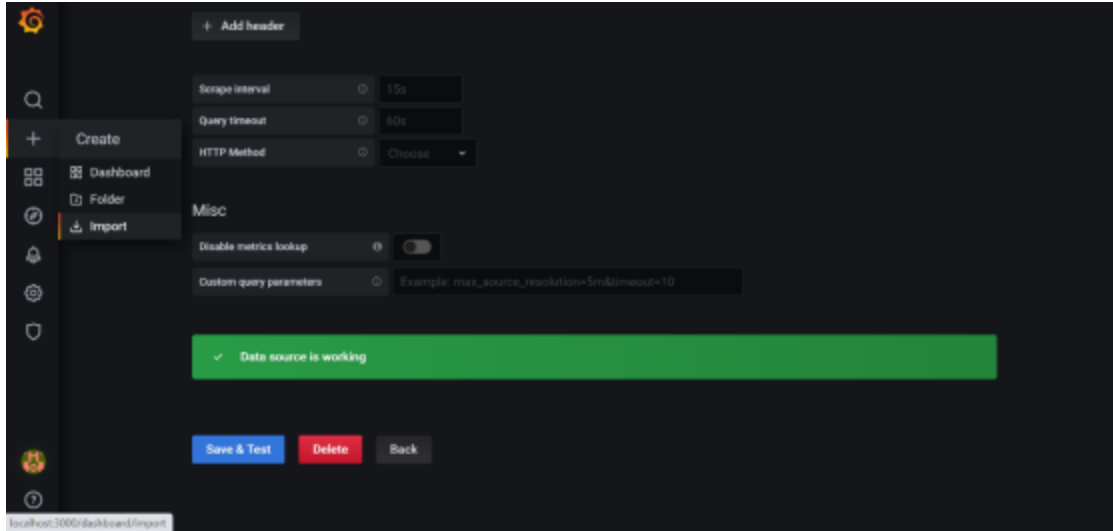 + Add header
Scrape interval 15s
Query timeout 60s
HTTP Method Choose
Create
Dashboard
Folder
Import
Misc
Disable metrics lookup
Custom query parameters Example: max_source_resolution=5m&timeout=10
Data source is working
Save & Test Delete Back
localhost:3000/dashboard/import